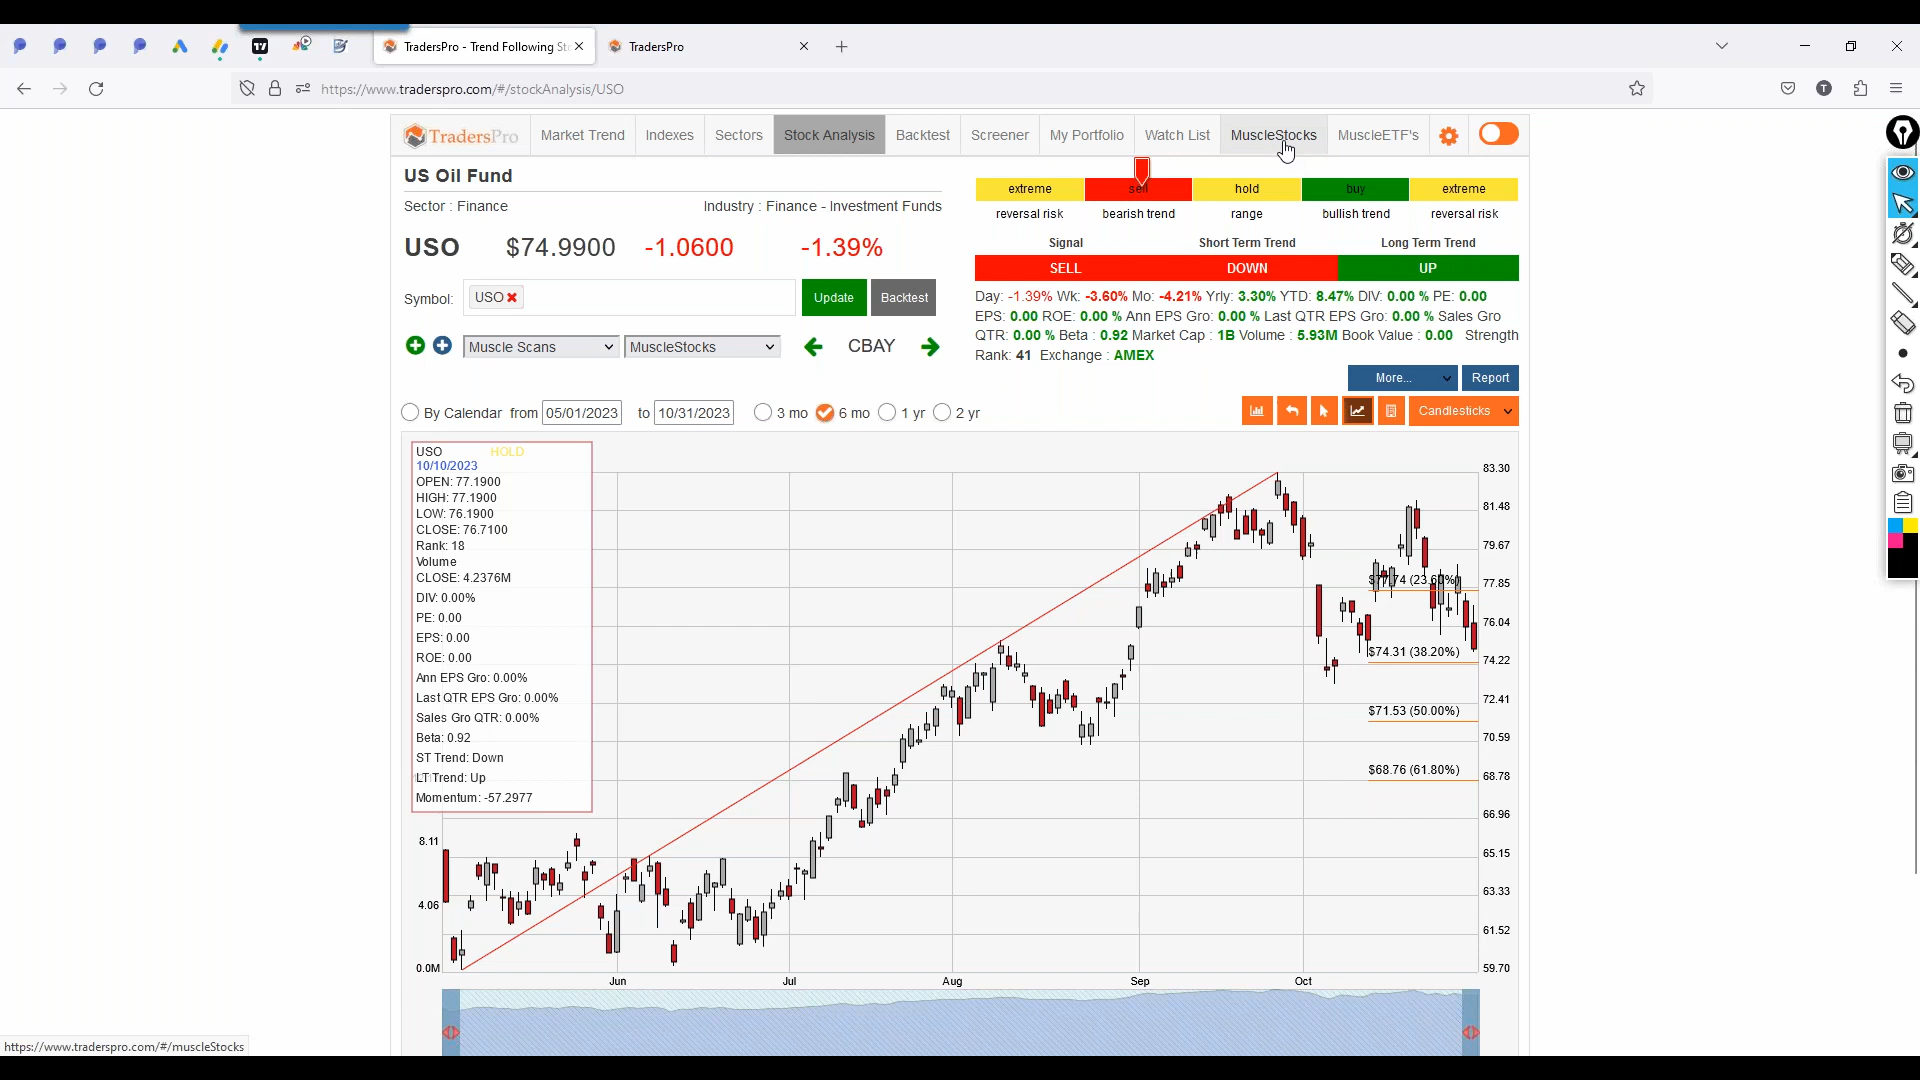 TradersPro - Trend Following Sto
TradersPro
https://www.traderspro.com/#/stockAnalysis/USO
T
TradersPro
Market Trend
Indexes
Sectors
Stock Analysis
Backtest
Screener
My Portfolio
Watch List
MuscleStocks
MuscleETF's
US Oil Fund
Sector : Finance
Industry : Finance - Investment Funds
USO $74.9900 -1.0600 -1.39%
Symbol: USO
Update
Backtest
Muscle Scans
MuscleStocks
CBAY
extreme sell hold buy extreme
reversal risk bearish trend range bullish trend reversal risk
Signal Short Term Trend Long Term Trend
SELL DOWN UP
Day: -1.39% Wk: -3.60% Mo: -4.21% Yrly: 3.30% YTD: 8.47% DIV: 0.00 % PE: 0.00
EPS: 0.00 ROE: 0.00 % Ann EPS Gro: 0.00 % Last QTR EPS Gro: 0.00 % Sales Gro
QTR: 0.00 % Beta : 0.92 Market Cap : 1B Volume : 5.93M Book Value : 0.00 Strength
Rank: 41 Exchange : AMEX
More...
Report
By Calendar from 05/01/2023 to 10/31/2023 3 mo 6 mo 1 yr 2 yr
Candlesticks
USO HOLD
10/10/2023
OPEN: 77.1900
HIGH: 77.1900
LOW: 76.1900
CLOSE: 76.7100
Rank: 18
Volume
CLOSE: 4.2376M
DIV: 0.00%
PE: 0.00
EPS: 0.00
ROE: 0.00
Ann EPS Gro: 0.00%
Last QTR EPS Gro: 0.00%
Sales Gro QTR: 0.00%
Beta: 0.92
ST Trend: Down
LT Trend: Up
Momentum: -57.2977
8.11
4.06
0.0M
$77.74 (23.60%)
$74.31 (38.20%)
$71.53 (50.00%)
$68.76 (61.80%)
83.30
81.48
79.67
77.85
76.04
74.22
72.41
70.59
68.78
66.96
65.15
63.33
61.52
59.70
Jun Jul Aug Sep Oct
https://www.traderspro.com/#/muscleStocks